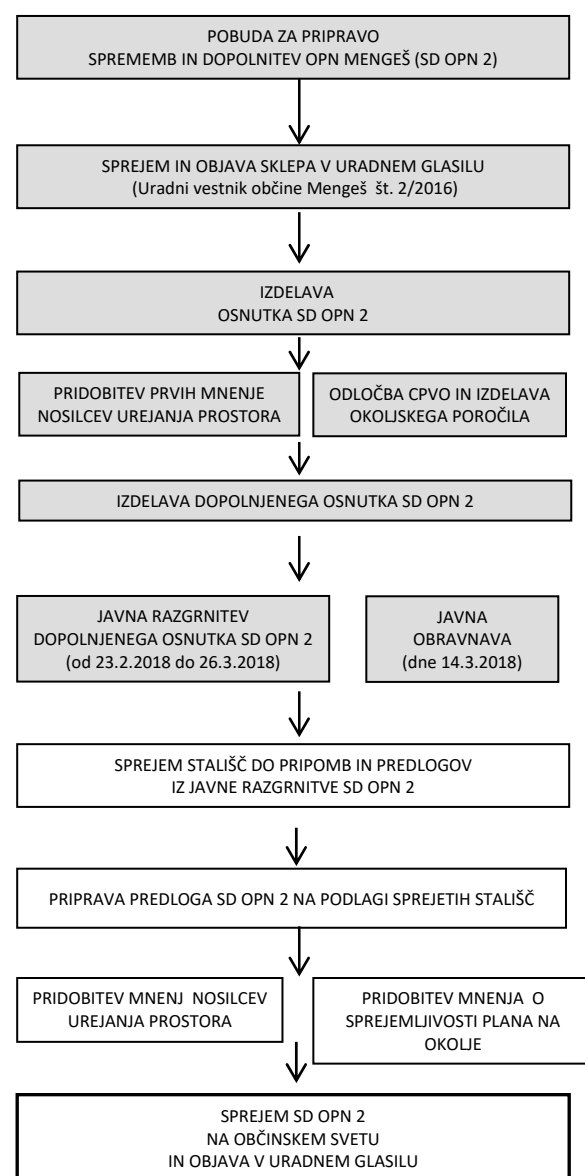 POBUDA ZA PRIPRAVO
SPREMEMB IN DOPOLNITEV OPN MENGEŠ (SD OPN 2)
SPREJEM IN OBJAVA SKLEPA V URADNEM GLASILU
(Uradni vestnik občine Mengeš št. 2/2016)
IZDELAVA
OSNUTKA SD OPN 2
PRIDOBITEV PRVIH MNENJE
NOSILCEV UREJANJA PROSTORA
ODLOČBA CPVO IN IZDELAVA
OKOLJSKEGA POROČILA
IZDELAVA DOPOLNJENEGA OSNUTKA SD OPN 2
JAVNA RAZGRNITEV
DOPOLNJENEGA OSNUTKA SD OPN 2
(od 23.2.2018 do 26.3.2018)
JAVNA
OBRAVNAVA
(dne 14.3.2018)
SPREJEM STALIŠČ DO PRIPOMB IN PREDLOGOV
IZ JAVNE RAZGRNITVE SD OPN 2
PRIPRAVA PREDLOGA SD OPN 2 NA PODLAGI SPREJETIH STALIŠČ
PRIDOBITEV MNENJ NOSILCEV
UREJANJA PROSTORA
PRIDOBITEV MNENJA O
SPREJEMLJIVOSTI PLANA NA
OKOLJE
SPREJEM SD OPN 2
NA OBČINSKEM SVETU
IN OBJAVA V URADNEM GLASILU